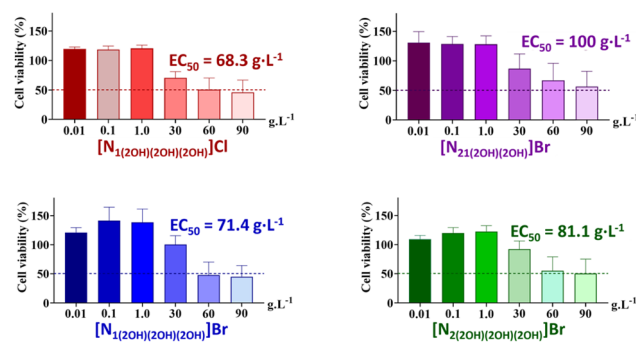 Cell viability (%)
150
100
50
0
EC50 = 68.3 g·L-1
0.01 0.1 1.0 30 60 90 g.L-1
[N1(2OH)(2OH)(2OH)]Cl
Cell viability (%)
150
100
50
0
EC50 = 100 g·L-1
0.01 0.1 1.0 30 60 90 g.L-1
[N21(2OH)(2OH)]Br
Cell viability (%)
150
100
50
0
EC50 = 71.4 g·L-1
0.01 0.1 1.0 30 60 90
[N1(2OH)(2OH)(2OH)]Br
Cell viability (%)
150
100
50
0
EC50 = 81.1 g·L-1
0.01 0.1 1.0 30 60 90
[N2(2OH)(2OH)(2OH)]Br